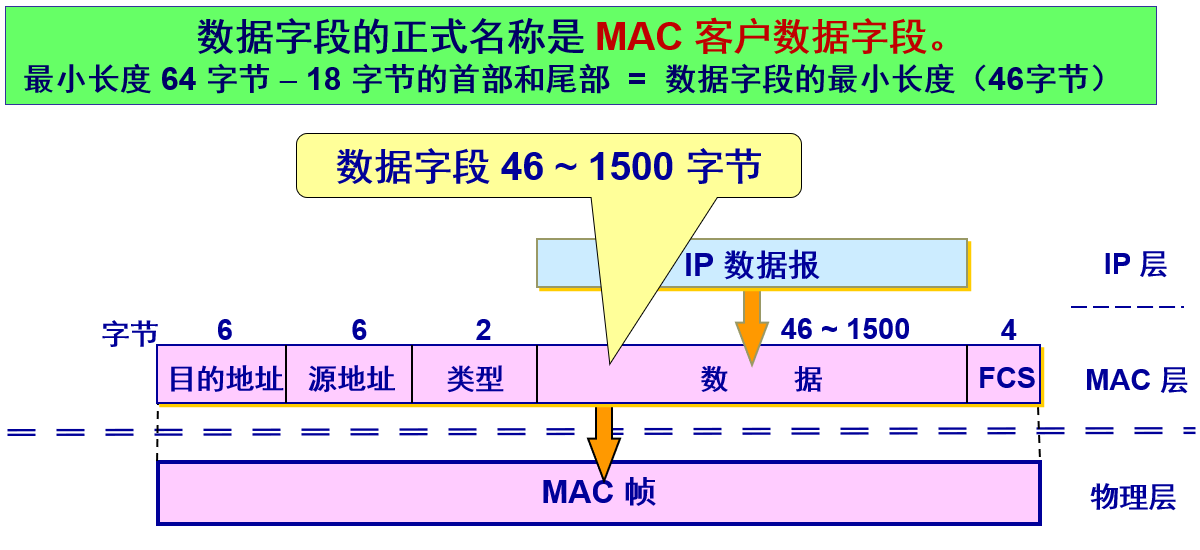 数据字段的正式名称是 MAC 客户数据字段。
最小长度 64 字节 – 18 字节的首部和尾部 = 数据字段的最小长度（46字节）
数据字段 46 ~ 1500 字节
IP 数据报
IP 层
字节 6 6 2 46 ~ 1500 4
目的地址 源地址 类型 数 据 FCS
MAC 层
MAC 帧
物理层